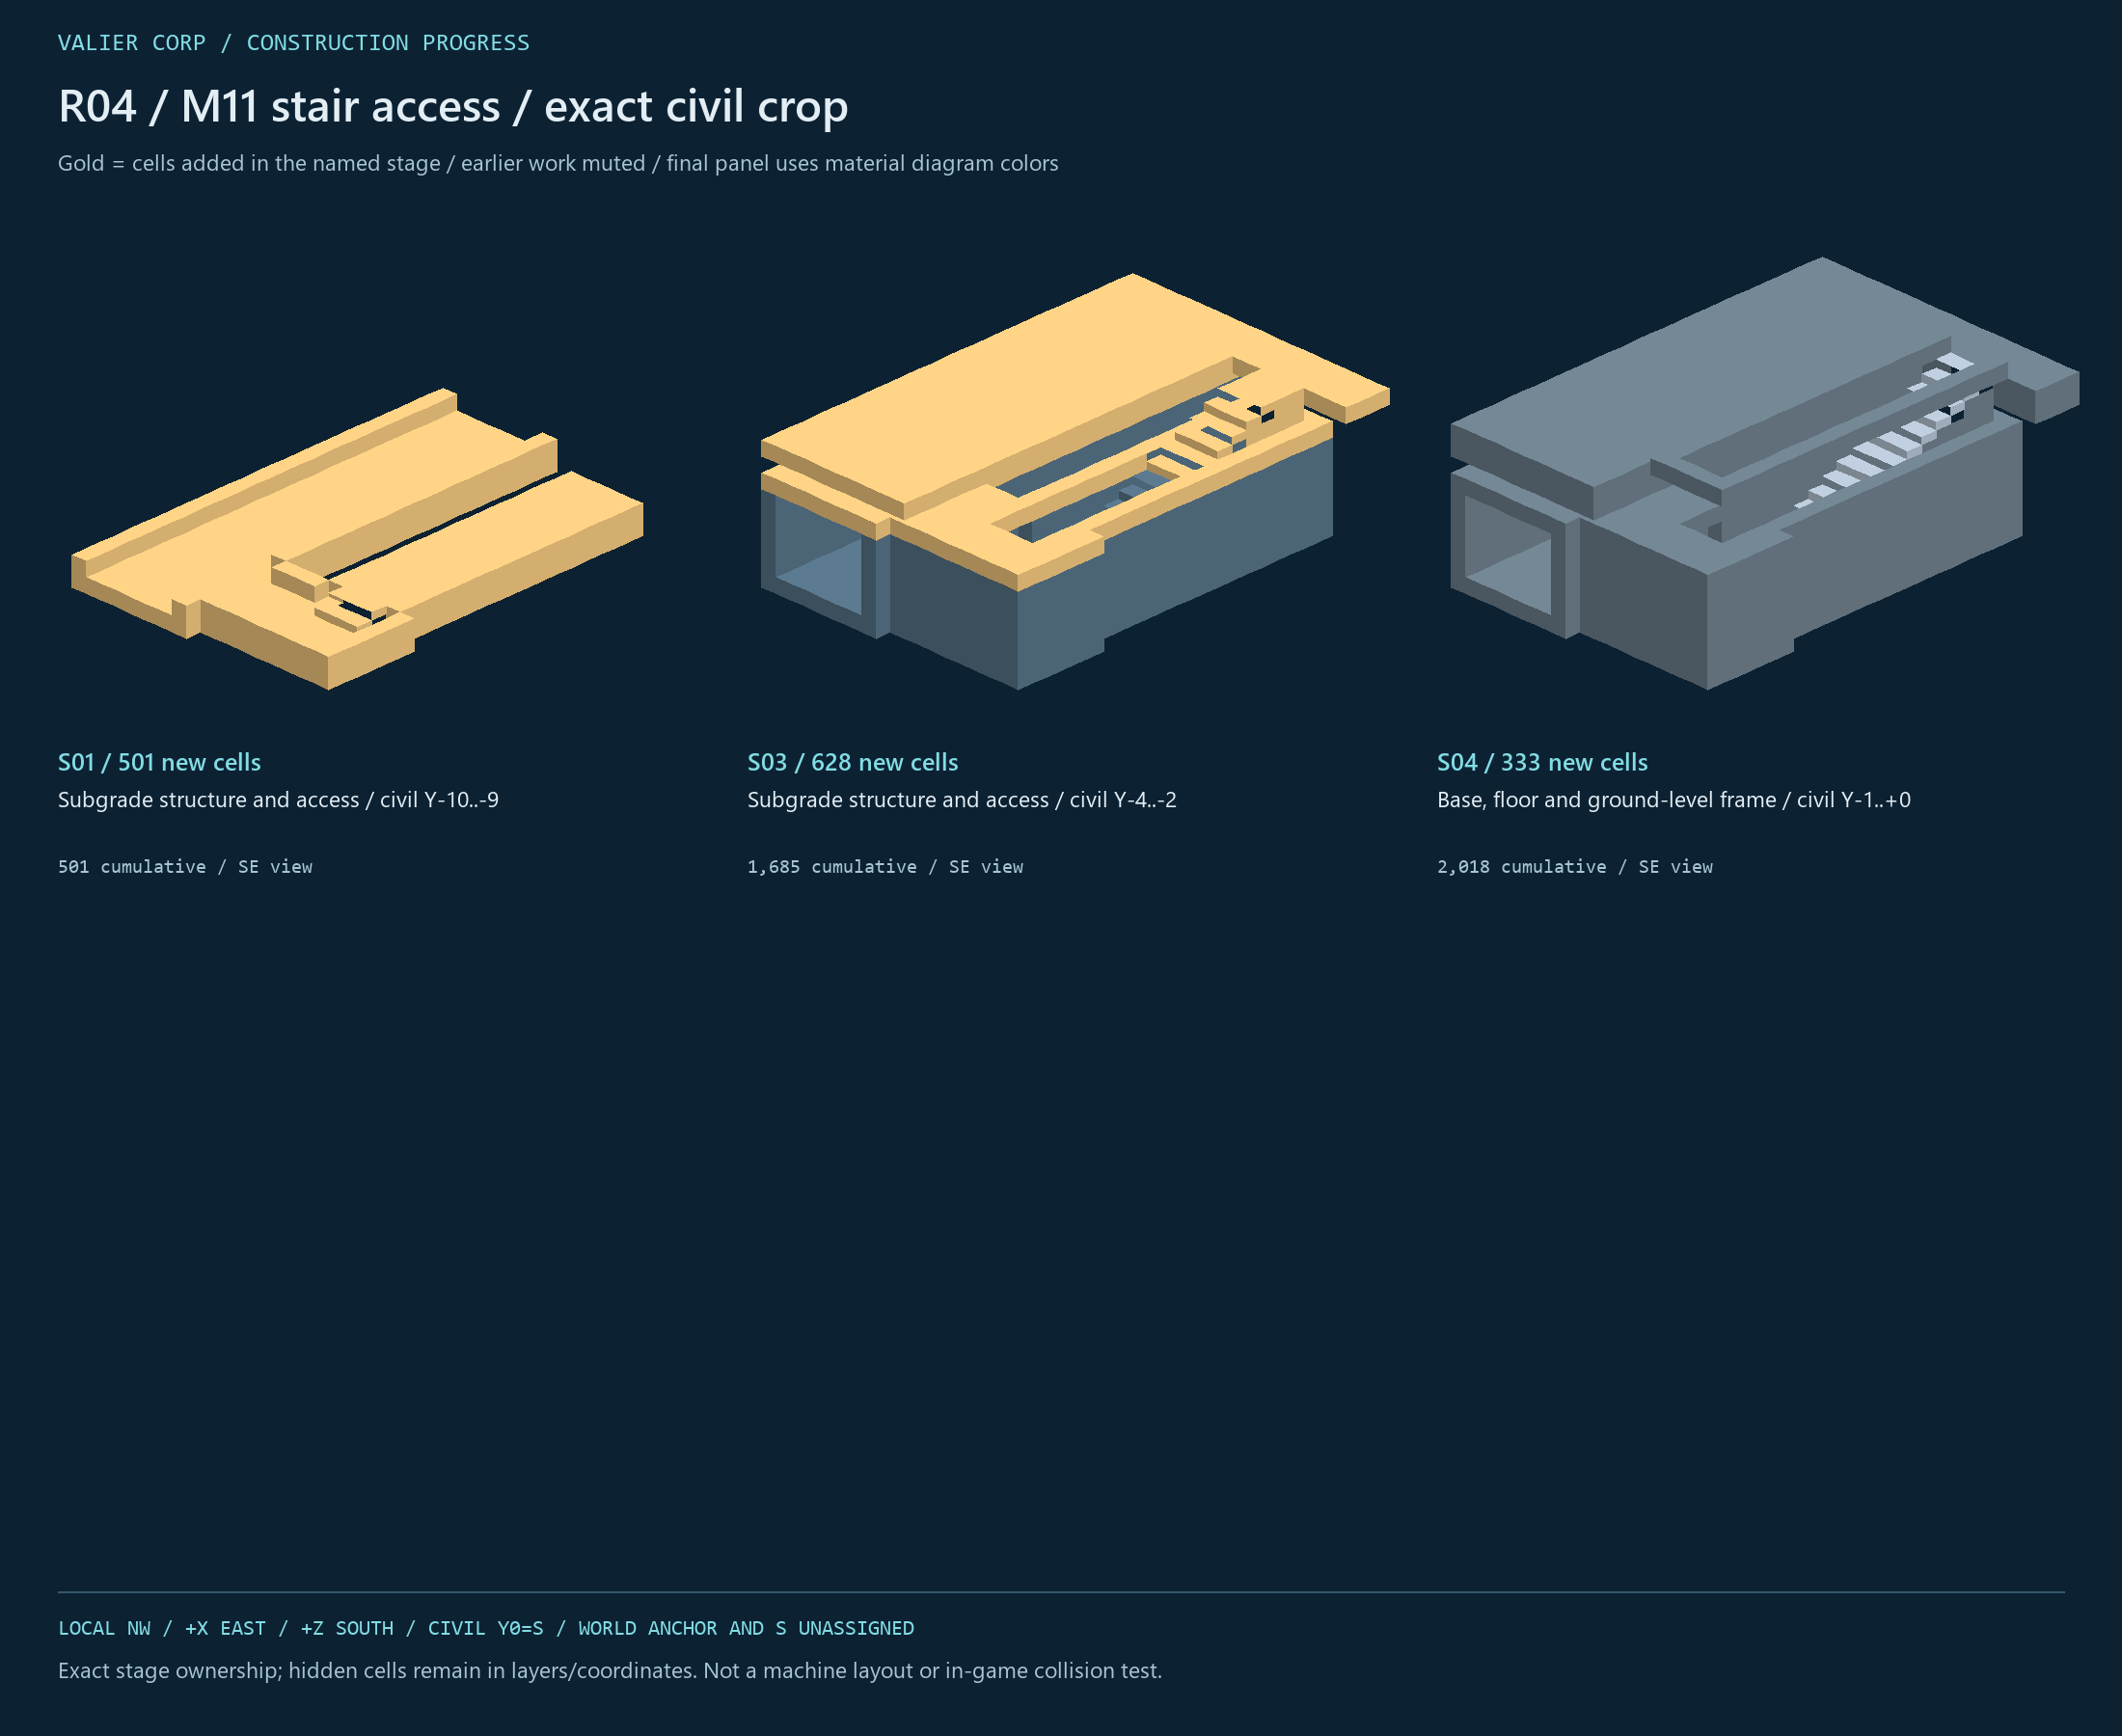 VALIER CORP / CONSTRUCTION PROGRESS
R04 / M11 stair access / exact civil crop
Gold = cells added in the named stage / earlier work muted / final panel uses material diagram colors
S01 / 501 new cells
Subgrade structure and access / civil Y-10..-9
501 cumulative / SE view
S03 / 628 new cells
Subgrade structure and access / civil Y-4..-2
1,685 cumulative / SE view
S04 / 333 new cells
Base, floor and ground-level frame / civil Y-1..+0
2,018 cumulative / SE view
LOCAL NW / +X EAST / +Z SOUTH / CIVIL Y0=S / WORLD ANCHOR AND S UNASSIGNED
Exact stage ownership; hidden cells remain in layers/coordinates. Not a machine layout or in-game collision test.